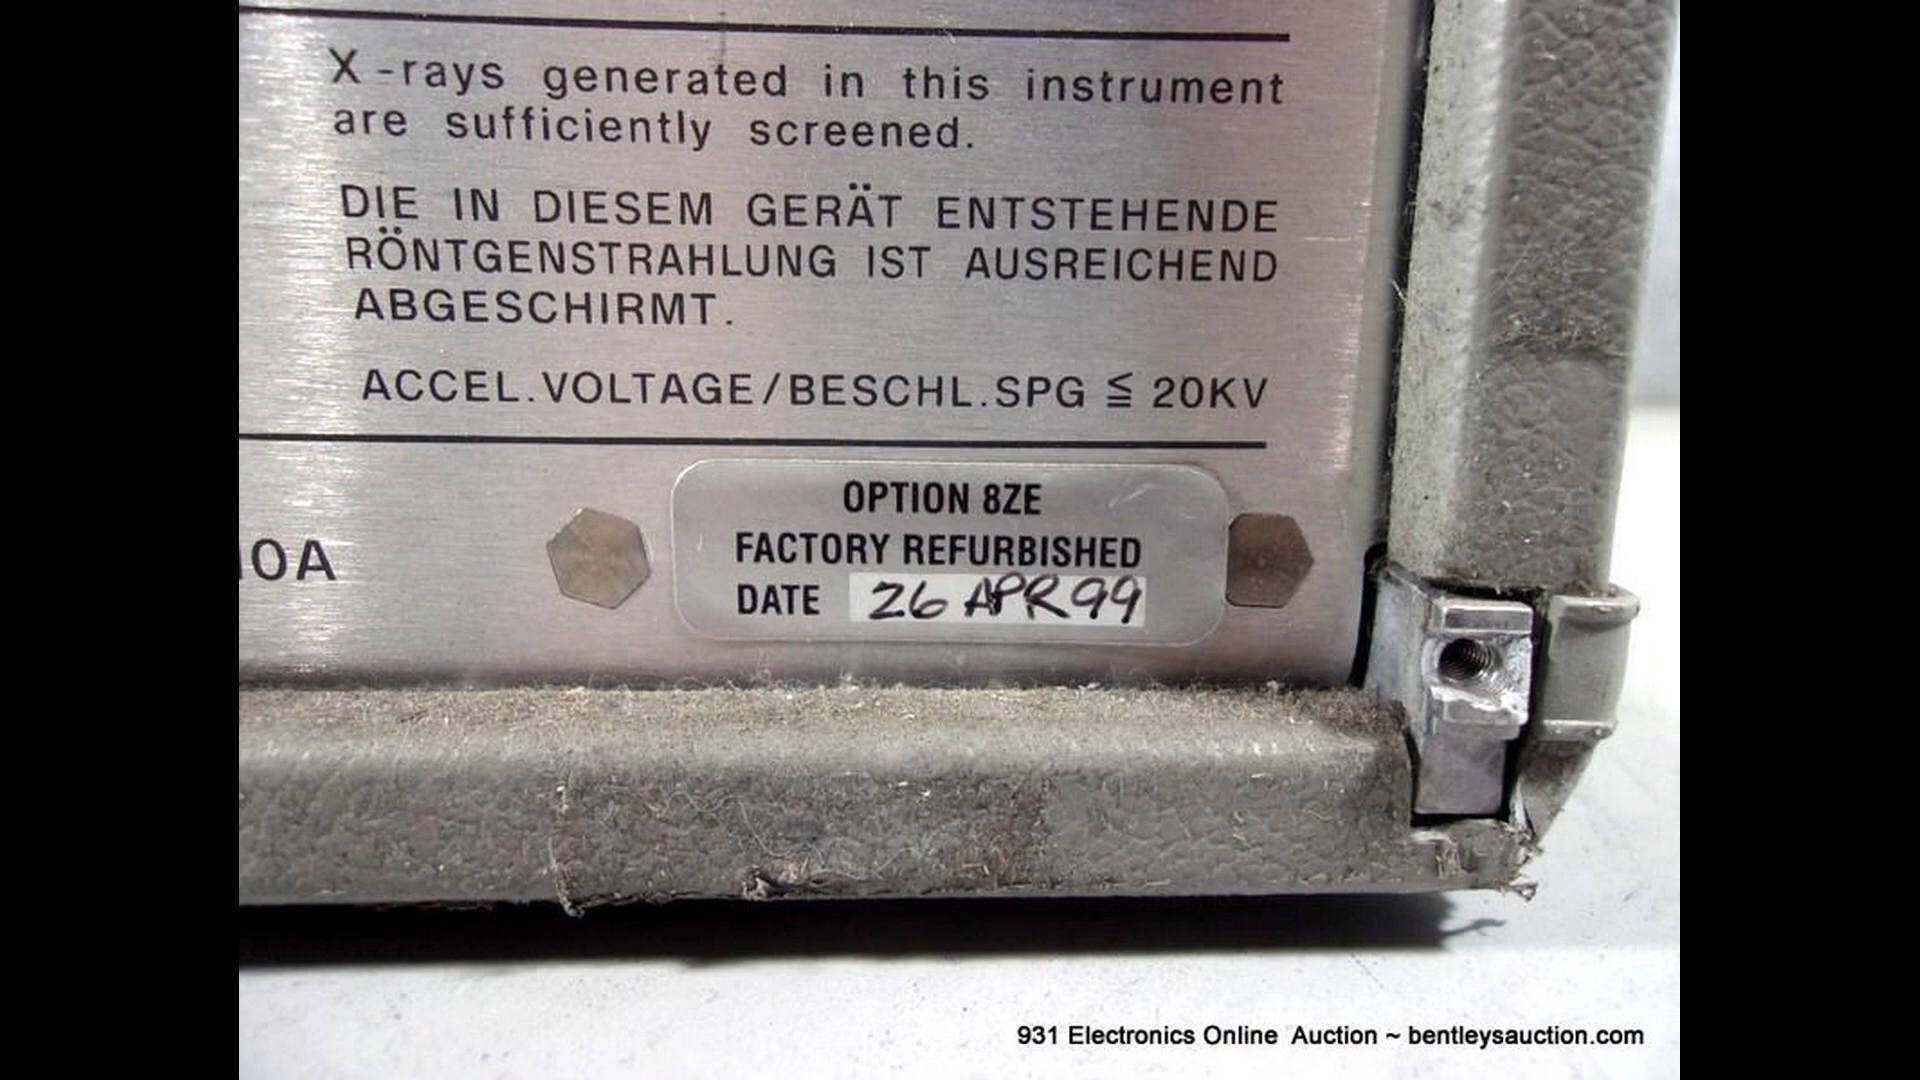 X-rays generated in this instrument
are sufficiently screened.
DIE IN DIESEM GERÄT ENTSTEHENDE
RÖNTGENSTRAHLUNG IST AUSREICHEND
ABGESCHIRMT.
ACCEL.VOLTAGE/BESCHL.SPG ≦ 20KV
OPTION 8ZE
FACTORY REFURBISHED
DATE 26 APR 99
931 Electronics Online Auction ~ bentleysauction.com